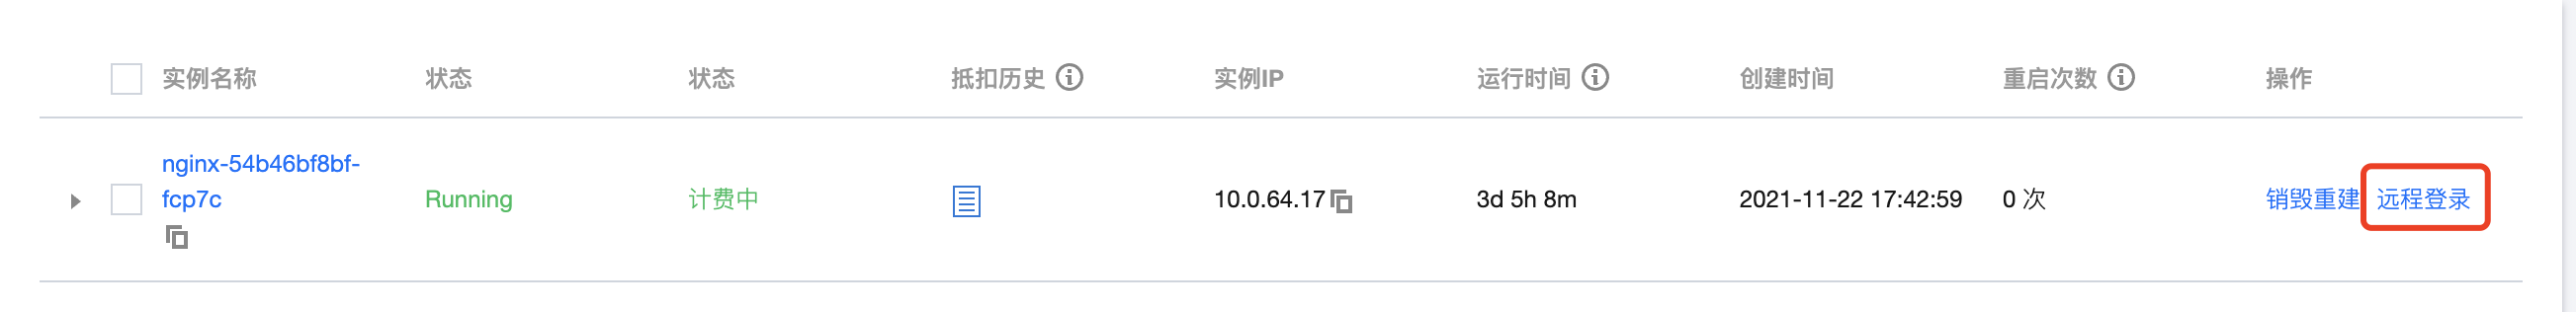 实例名称 状态 状态 抵扣历史 实例IP 运行时间 创建时间 重启次数 操作
nginx-54b46bf8bf-
fcp7c Running 计费中 10.0.64.17 3d 5h 8m 2021-11-22 17:42:59 0 次 销毁重建 远程登录